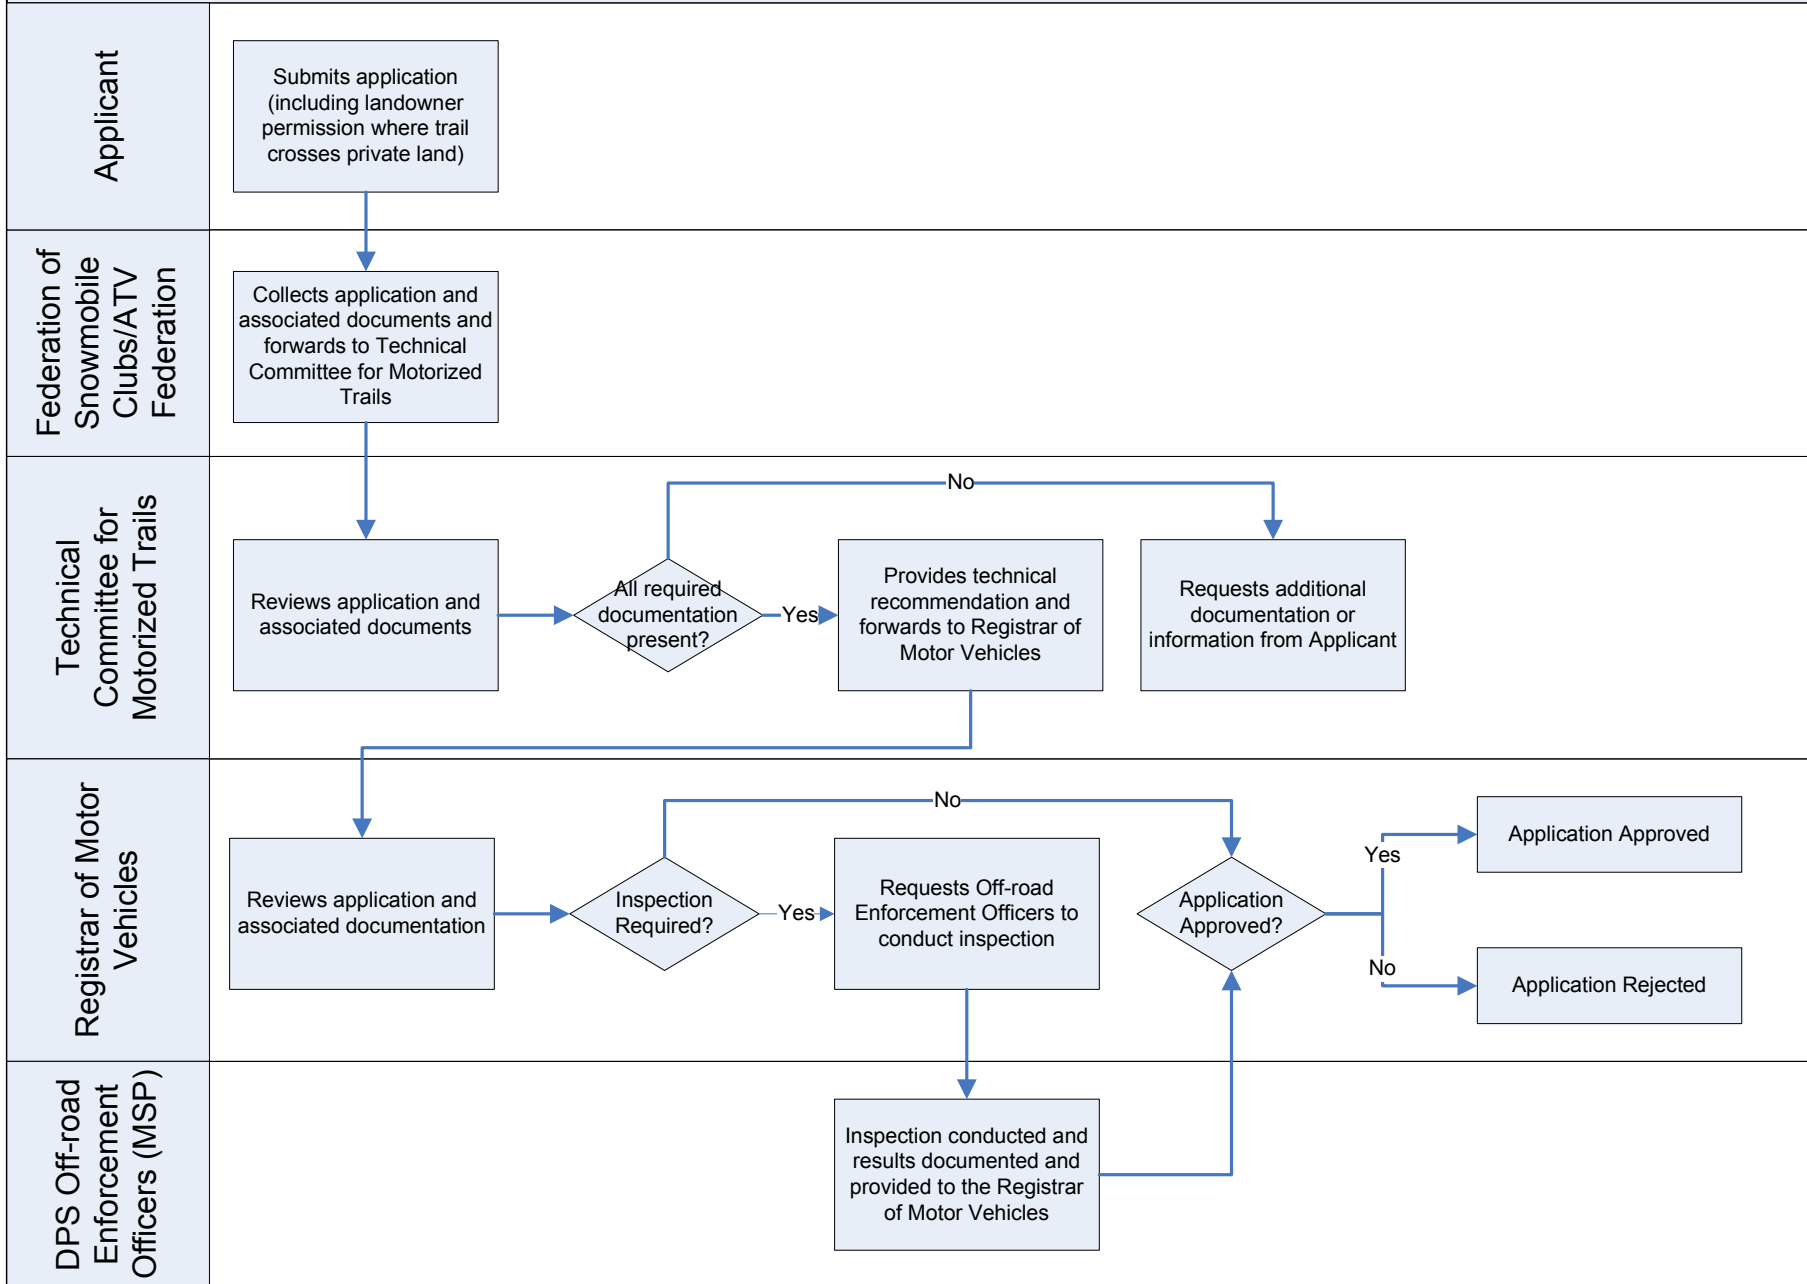 Applicant
Submits application
(including landowner
permission where trail
crosses private land)
Federation of
Snowmobile
Clubs/ATV
Federation
Collects application and
associated documents and
forwards to Technical
Committee for Motorized
Trails
Technical
Committee for
Motorized Trails
No
Reviews application and
associated documents
All required
documentation
present?
Yes
Provides technical
recommendation and
forwards to Registrar of
Motor Vehicles
Requests additional
documentation or
information from Applicant
Registrar of Motor
Vehicles
No
Reviews application and
associated documentation
Inspection
Required?
Yes
Requests Off-road
Enforcement Officers to
conduct inspection
Application
Approved?
Yes
Application Approved
No
Application Rejected
DPS Off-road
Enforcement
Officers (MSP)
Inspection conducted and
results documented and
provided to the Registrar
of Motor Vehicles